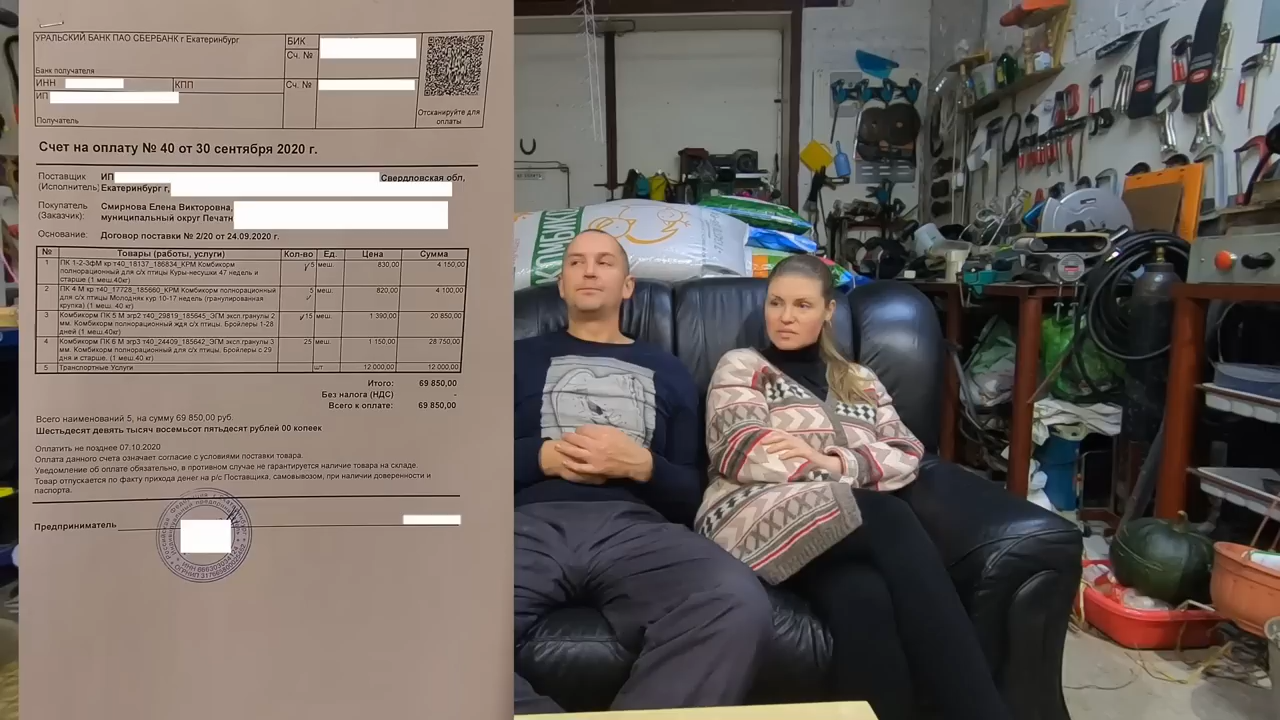 УРАЛЬСКИЙ БАНК ПАО СБЕРБАНК г Екатеринбург
БИК
Сч. №
Банк получателя
ИНН
КПП
Сч. №
ИП
Получатель
Отсканируйте для
оплаты
Счет на оплату № 40 от 30 сентября 2020 г.
Поставщик ИП Свердловская обл,
(Исполнитель) Екатеринбург г,
Покупатель Смирнова Елена Викторовна,
(Заказчик): муниципальный округ Печатн
Основание: Договор поставки № 2/20 от 24.09.2020 г.
№ Товары (работы, услуги) Кол-во Ед. Цена Сумма
1 ПК 1-2-3фМ кр т40_18137_186834_КРМ Комбикорм 5 меш. 830,00 4 150,00
полнорационный для с/х птицы Куры-несушки 47 недель и
старше (1 меш.40кг)
2 ПК 4 М кр т40_17728_185660_КРМ Комбикорм полнорационный 5 меш. 820,00 4 100,00
для с/х птицы Молодняк кур 10-17 недель (гранулированная
крупка) (1 меш. 40 кг)
3 Комбикорм ПК 5 М згр2 т40_29819_185645_ЭГМ эксп.гранулы 2 15 меш. 1 390,00 20 850,00
мм. Комбикорм полнорационный ждя с/х птицы. Бройлеры 1-28
дней (1 меш.40кг)
4 Комбикорм ПК 6 М згр3 т40_24409_185642_ЭГМ эксп.гранулы 3 25 меш. 1 150,00 28 750,00
мм. Комбикорм полнорационный для с/х птицы. Бройлеры с 29
дня и старше. (1 меш.40 кг)
5 Транспортные Услуги шт 12 000,00 12 000,00
Итого: 69 850,00
Без налога (НДС) -
Всего к оплате: 69 850,00
Всего наименований 5, на сумму 69 850,00 руб.
Шестьдесят девять тысяч восемьсот пятьдесят рублей 00 копеек
Оплатить не позднее 07.10.2020
Оплата данного счета означает согласие с условиями поставки товара.
Уведомление об оплате обязательно, в противном случае не гарантируется наличие товара на складе.
Товар отпускается по факту прихода денег на р/с Поставщика, самовывозом, при наличии доверенности и
паспорта.
Предприниматель
КОМБИКО